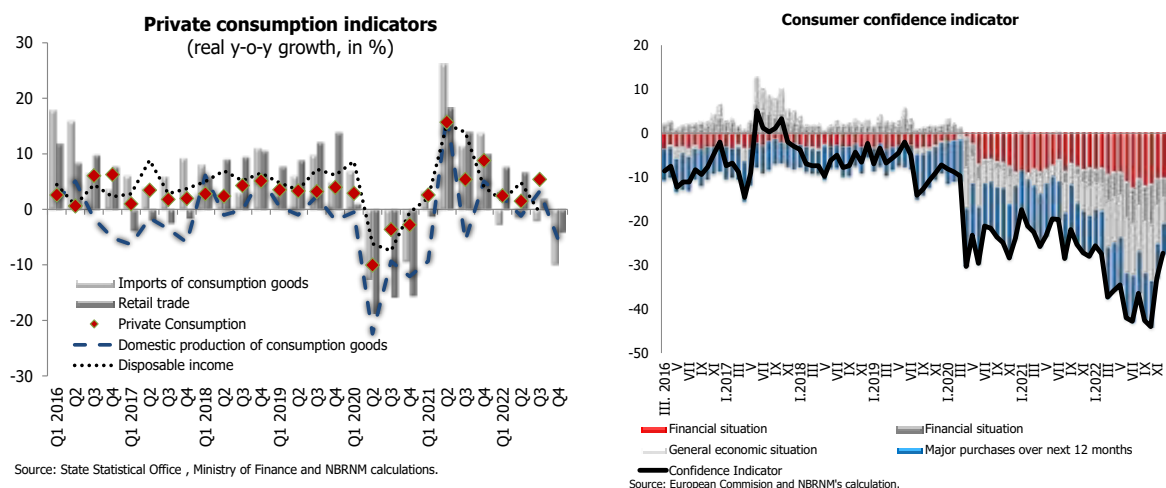 Private consumption indicators
(real y-o-y growth, in %)
30
20
10
0
-10
-20
-30
Imports of consumption goods
Retail trade
Private Consumption
Domestic production of consumption goods
Disposable income
Q1 2016
Q2
Q3
Q4
Q1 2017
Q2
Q3
Q4
Q1 2018
Q2
Q3
Q4
Q1 2019
Q2
Q3
Q4
Q1 2020
Q2
Q3
Q4
Q1 2021
Q2
Q3
Q4
Q1 2022
Q2
Q3
Q4
Source: State Statistical Office , Ministry of Finance and NBRNM calculations.
Consumer confidence indicator
20
10
0
-10
-20
-30
-40
-50
III. 2016
V
VII
IX
XI
I.2017
III
V
VII
IX
XI
I.2018
III
V
VII
IX
XI
I.2019
III
V
VII
IX
XI
I.2020
III
V
VII
IX
XI
I.2021
III
V
VII
IX
XI
I.2022
III
V
VII
IX
XI
Financial situation
Financial situation
General economic situation
Major purchases over next 12 months
Confidence Indicator
Source: European Commision and NBRNM's calculation.